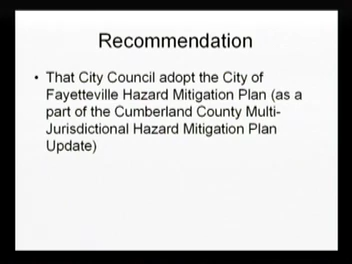 Recommendation
• That City Council adopt the City of
Fayetteville Hazard Mitigation Plan (as a
part of the Cumberland County Multi-
Jurisdictional Hazard Mitigation Plan
Update)